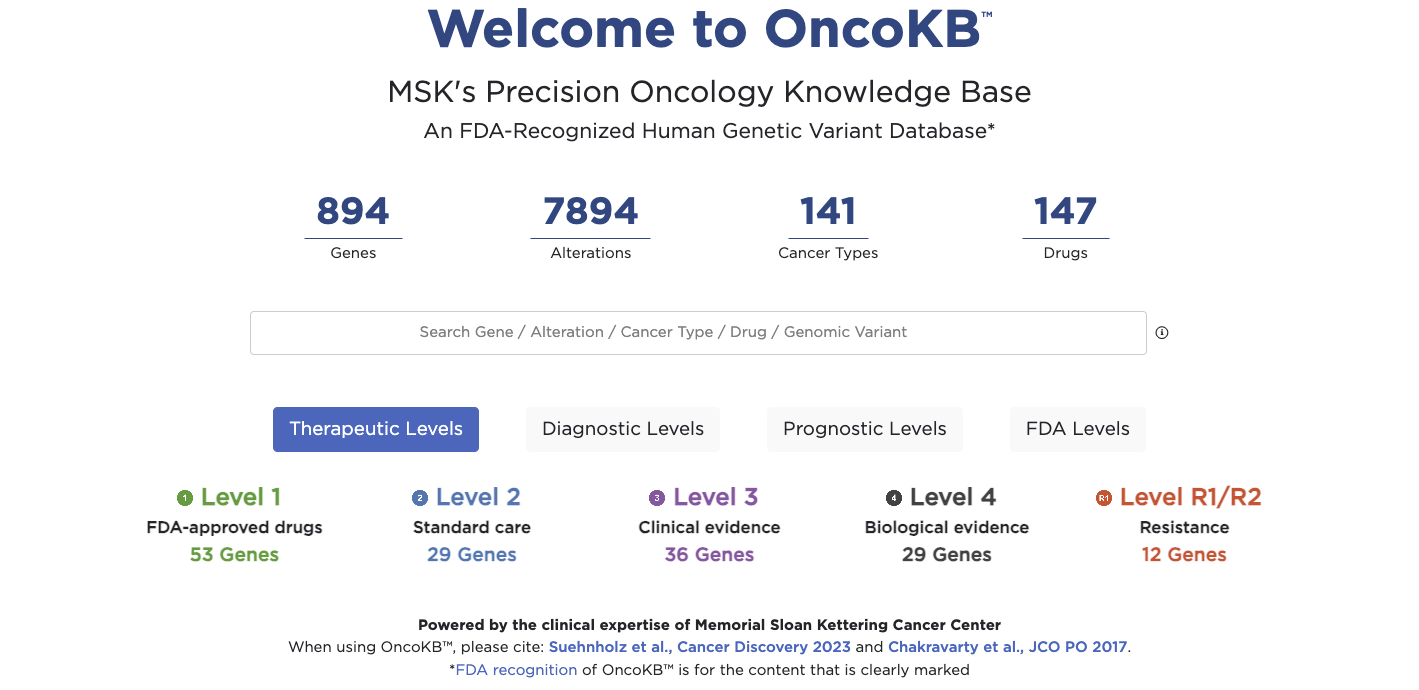 Welcome to OncoKB™
MSK's Precision Oncology Knowledge Base
An FDA-Recognized Human Genetic Variant Database*
894 7894 141 147
Genes Alterations Cancer Types Drugs
Search Gene / Alteration / Cancer Type / Drug / Genomic Variant
Therapeutic Levels Diagnostic Levels Prognostic Levels FDA Levels
1 Level 1 2 Level 2 3 Level 3 4 Level 4 R1 Level R1/R2
FDA-approved drugs Standard care Clinical evidence Biological evidence Resistance
53 Genes 29 Genes 36 Genes 29 Genes 12 Genes
Powered by the clinical expertise of Memorial Sloan Kettering Cancer Center
When using OncoKB™, please cite: Suehnholz et al., Cancer Discovery 2023 and Chakravarty et al., JCO PO 2017.
*FDA recognition of OncoKB™ is for the content that is clearly marked